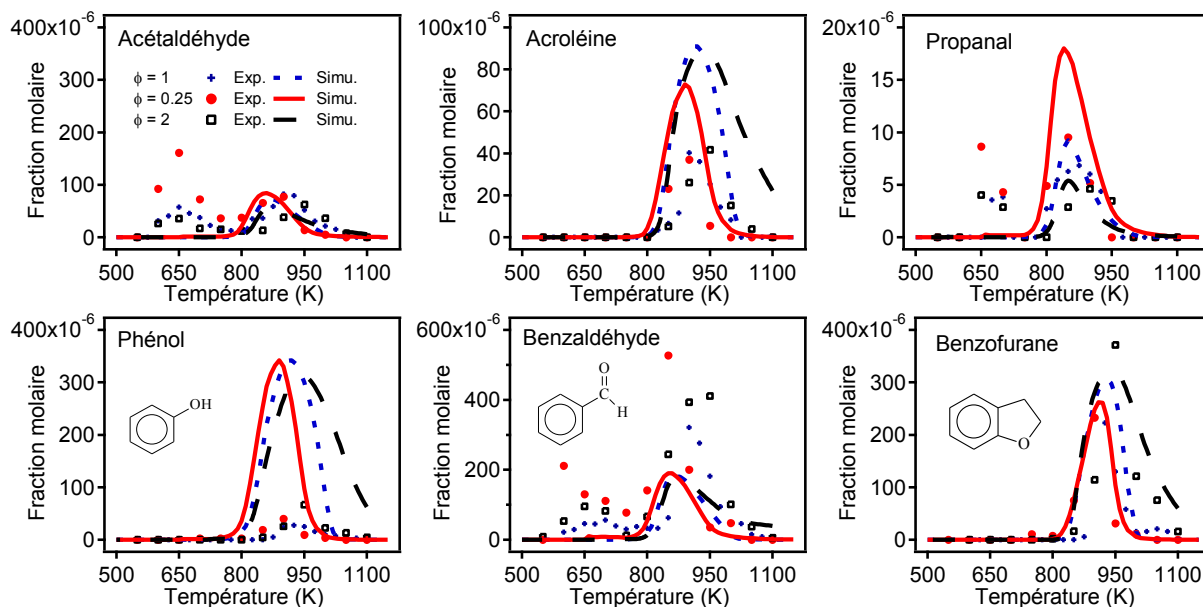 400x10-6
300
200
100
0
Fraction molaire
Acétaldéhyde
ϕ = 1 Exp. Simu.
ϕ = 0.25 Exp. Simu.
ϕ = 2 Exp. Simu.
500 650 800 950 1100
Température (K)
100x10-6
80
60
40
20
0
Fraction molaire
Acroléine
500 650 800 950 1100
Température (K)
20x10-6
15
10
5
0
Fraction molaire
Propanal
500 650 800 950 1100
Température (K)
400x10-6
300
200
100
0
Fraction molaire
Phénol
OH
500 650 800 950 1100
Température (K)
600x10-6
400
200
0
Fraction molaire
Benzaldéhyde
O
C
H
500 650 800 950 1100
Température (K)
400x10-6
300
200
100
0
Fraction molaire
Benzofurane
O
500 650 800 950 1100
Température (K)